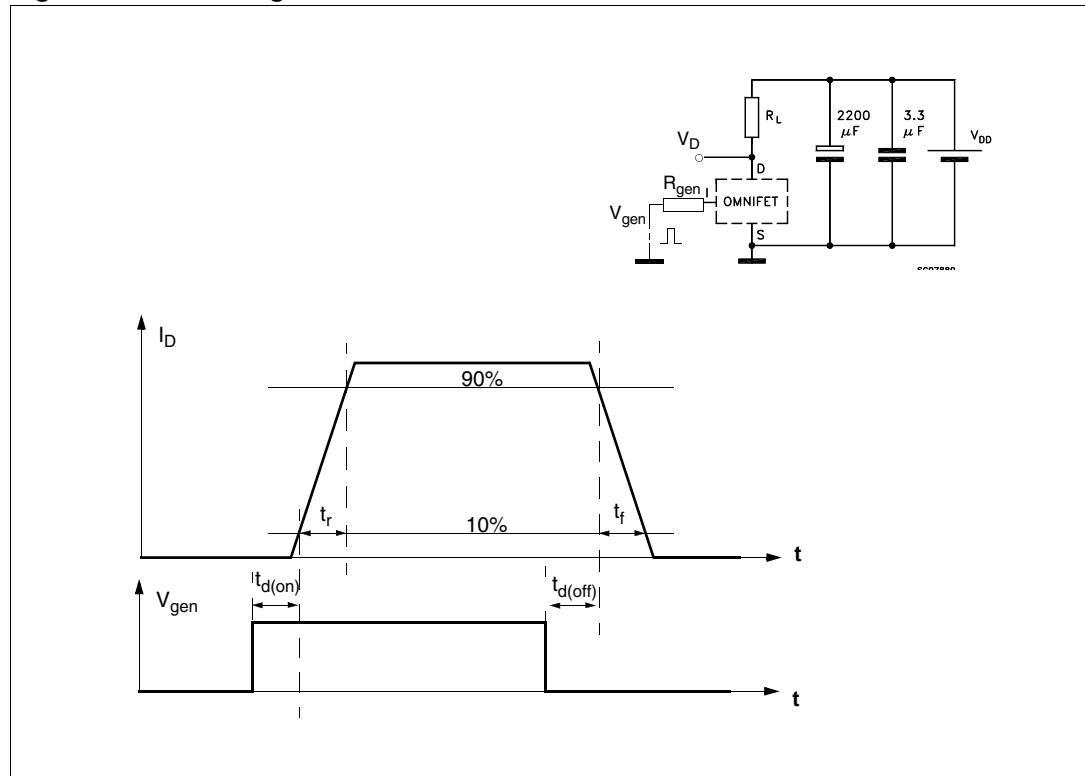 R_L
2200
µF
3.3
µF
V_DD
V_D
D
R_gen
I
OMNIFET
V_gen
S
I_D
90%
t_r
10%
t_f
t
t_d(on)
t_d(off)
V_gen
t